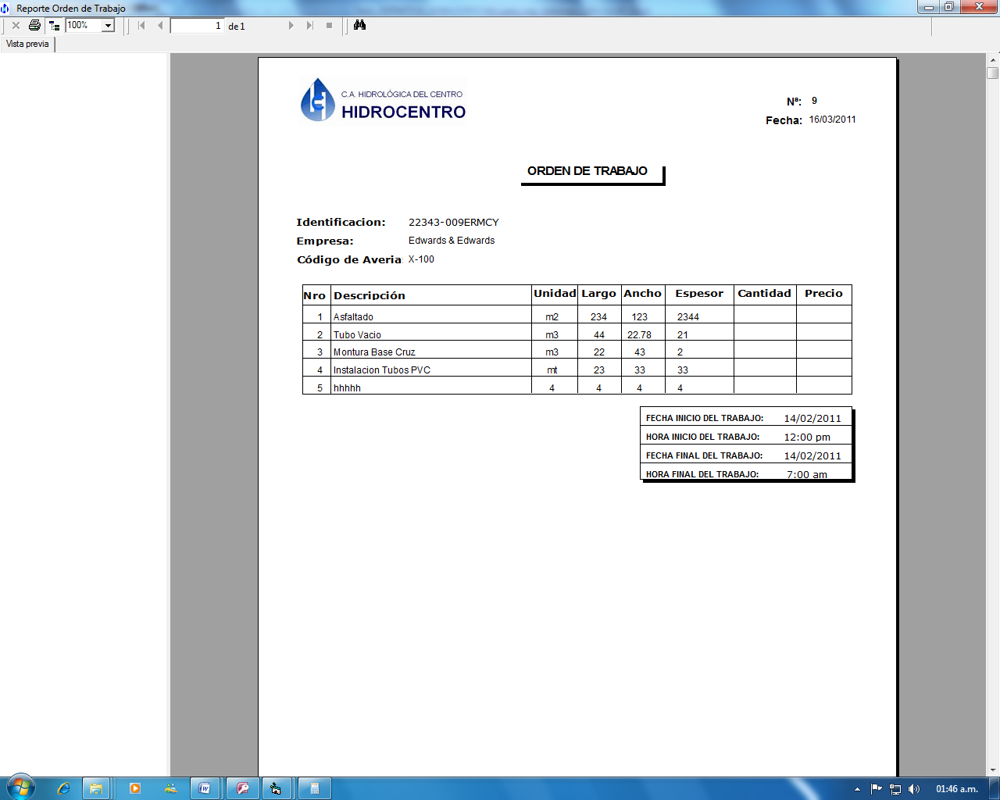 Reporte Orden de Trabajo
100% 1 de1
Vista previa
C.A. HIDROLÓGICA DEL CENTRO
HIDROCENTRO
Nª: 9
Fecha: 16/03/2011
ORDEN DE TRABAJO
Identificacion: 22343-009ERMCY
Empresa: Edwards & Edwards
Código de Averia: X-100
Nro Descripción Unidad Largo Ancho Espesor Cantidad Precio
1 Asfaltado m2 234 123 2344
2 Tubo Vacio m3 44 22.78 21
3 Montura Base Cruz m3 22 43 2
4 Instalacion Tubos PVC mt 23 33 33
5 hhhhh 4 4 4 4
FECHA INICIO DEL TRABAJO: 14/02/2011
HORA INICIO DEL TRABAJO: 12:00 pm
FECHA FINAL DEL TRABAJO: 14/02/2011
HORA FINAL DEL TRABAJO: 7:00 am
01:46 a.m.